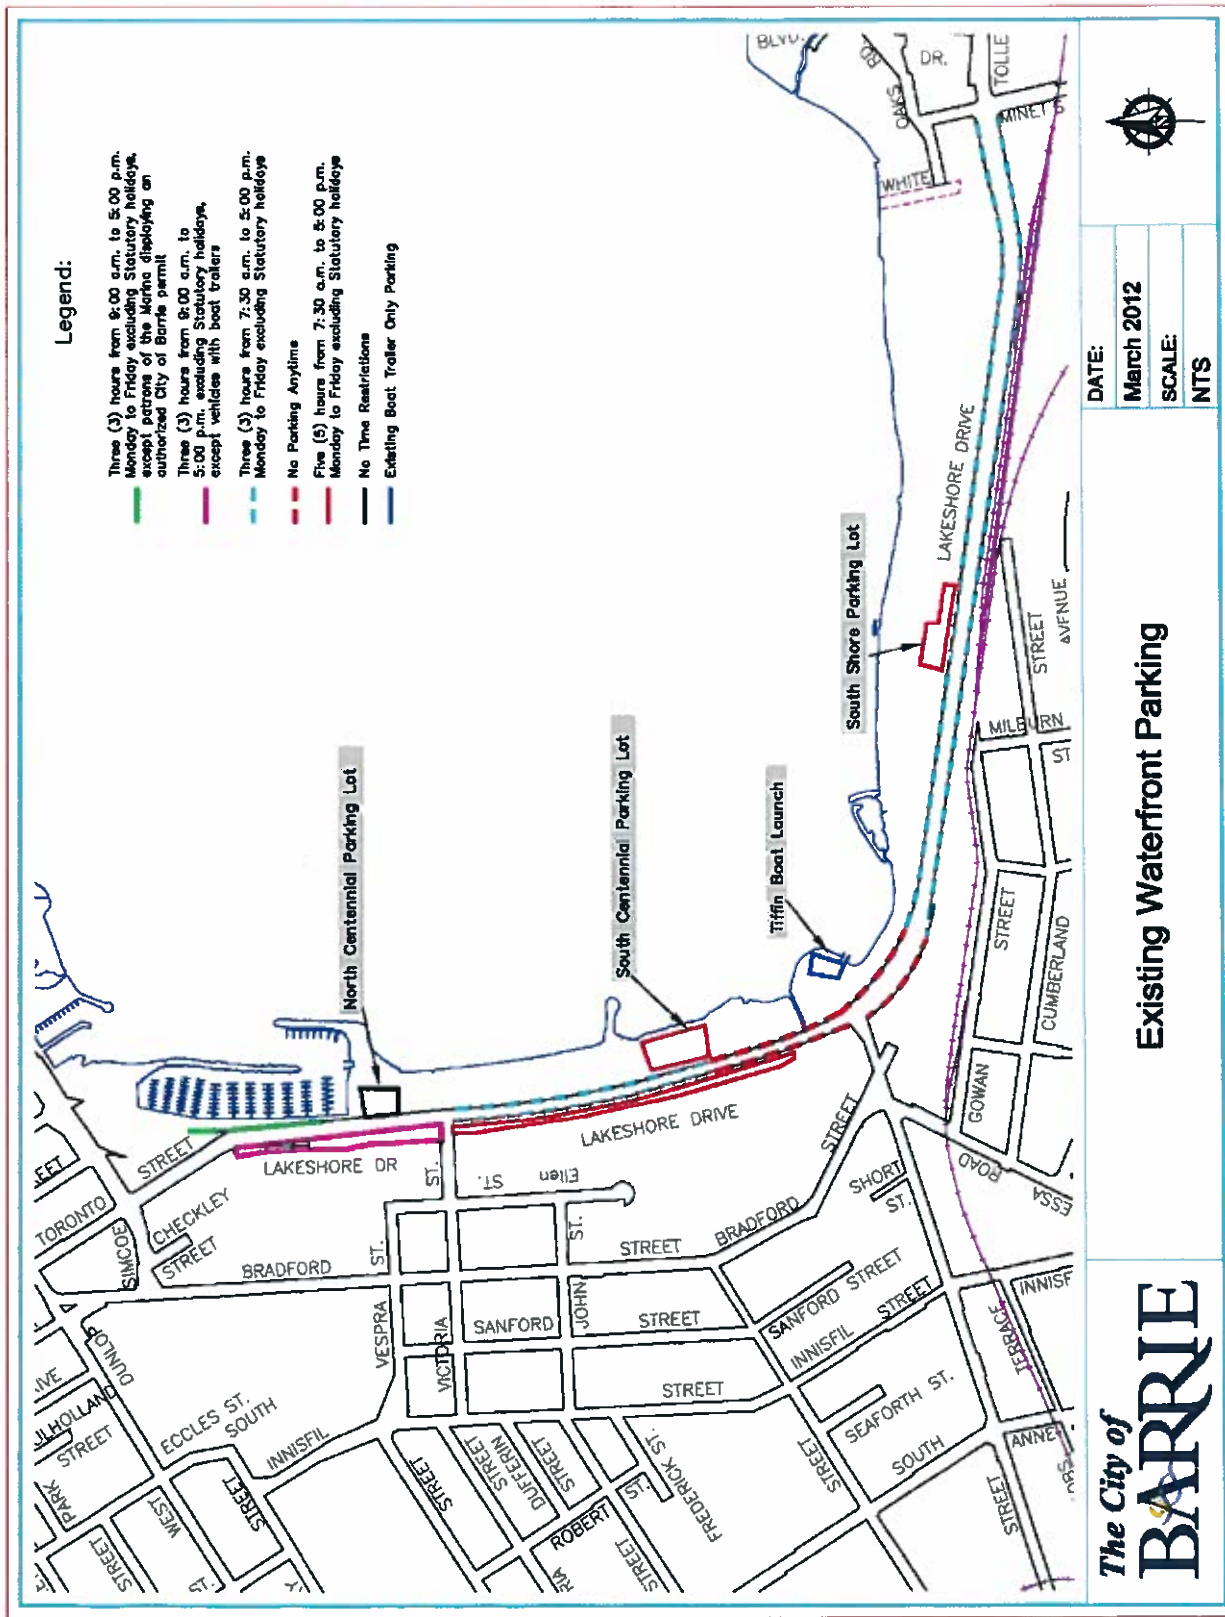 Legend:
Three (3) hours from 9:00 a.m. to 5:00 p.m.
Monday to Friday excluding Statutory holidays,
except patrons of the Marina displaying an
authorized City of Barrie permit
Three (3) hours from 9:00 a.m. to
5:00 p.m. excluding Statutory holidays,
except vehicles with boat trailers
Three (3) hours from 7:30 a.m. to 5:00 p.m.
Monday to Friday excluding Statutory holidays
No Parking Anytime
Five (5) hours from 7:30 a.m. to 5:00 p.m.
Monday to Friday excluding Statutory holidays
No Time Restrictions
Existing Boat Trailer Only Parking
North Centennial Parking Lot
South Centennial Parking Lot
Tiffin Boat Launch
South Shore Parking Lot
BLVD.
OAKS
RD
DR.
TOLLE
MINET'S
WHITE
LAKESHORE DRIVE
LAKESHORE DRIVE
LAKESHORE DR
STREET
TORONTO
SIMCOE
CHECKLEY
STREET
DUNLOP
MULHOLLAND
STREET
PARK
STREET
WEST
STREET
ECCLES ST.
SOUTH
INNISFIL
BRADFORD
STREET
BRADFORD
STREET
VESPRA
ST.
VICTORIA
ST.
Ellen
ST.
JOHN
ST.
SANFORD
STREET
SANFORD STREET
INNISFIL
STREET
STREET
STREET
DUFFERIN
STREET
STREET
ROBERT
ST.
STREET
FREDERICK
ST.
STREET
SEAFORTH ST.
SOUTH
STREET
ANNE
TERRACE
INNISF
SHORT
ST.
ESSA
ROAD
GOWAN
STREET
CUMBERLAND
MILBURN
ST
STREET
AVENUE
The City of
BARRIE
Existing Waterfront Parking
DATE:
March 2012
SCALE:
NTS